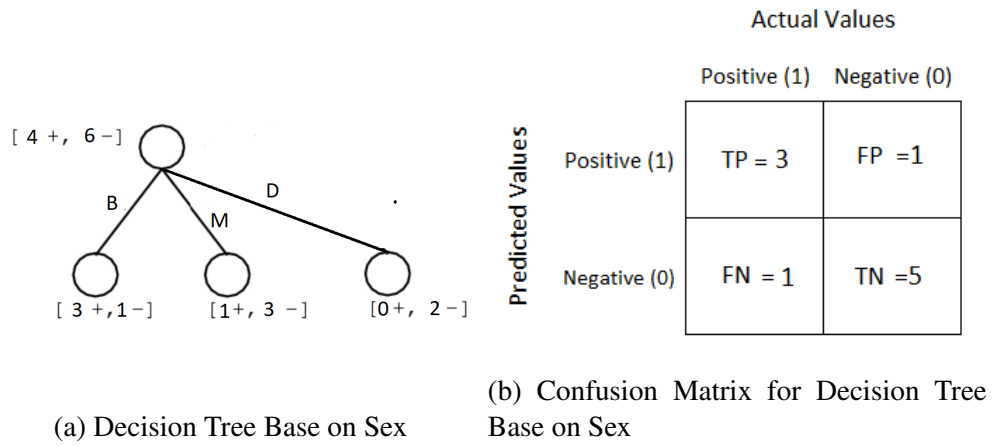 [ 4 +, 6 −]
B
M
D
[ 3 +,1 −]
[1+, 3 −]
[0+, 2 −]
(a) Decision Tree Base on Sex
Actual Values
Positive (1)
Negative (0)
Predicted Values
Positive (1)
TP = 3
FP =1
Negative (0)
FN = 1
TN =5
(b) Confusion Matrix for Decision Tree
Base on Sex